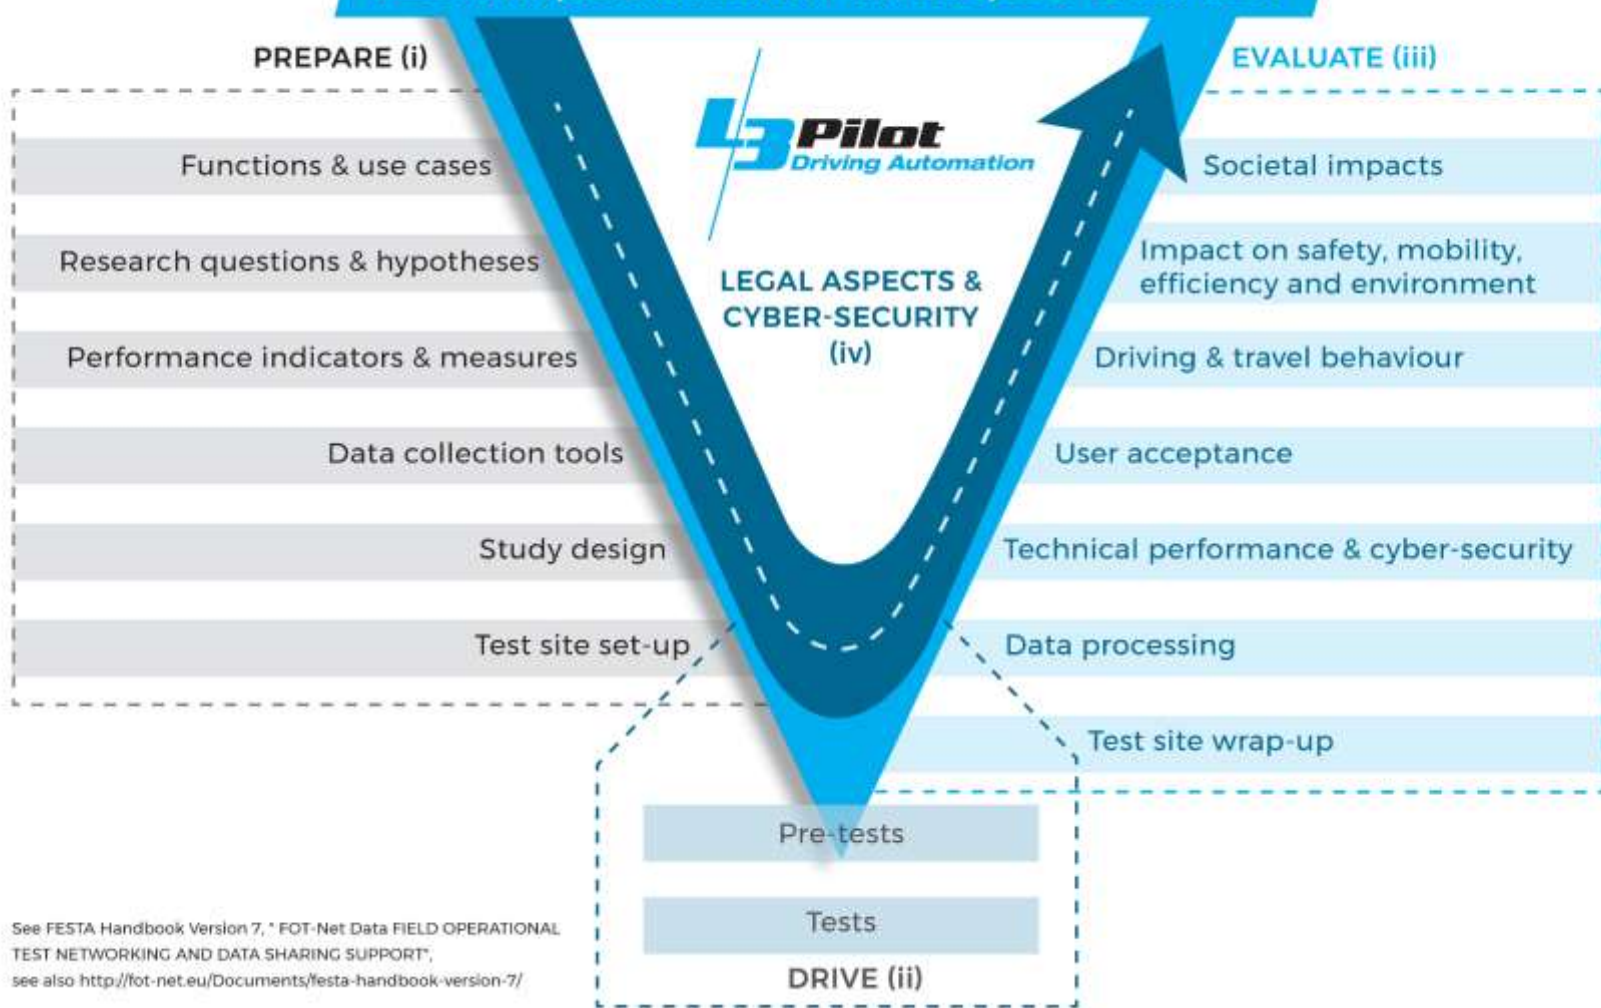 PREPARE (i)
Functions & use cases
Research questions & hypotheses
Performance indicators & measures
Data collection tools
Study design
Test site set-up
L3Pilot
Driving Automation
LEGAL ASPECTS &
CYBER-SECURITY
(iv)
EVALUATE (iii)
Societal impacts
Impact on safety, mobility,
efficiency and environment
Driving & travel behaviour
User acceptance
Technical performance & cyber-security
Data processing
Test site wrap-up
Pre-tests
Tests
DRIVE (ii)
See FESTA Handbook Version 7, " FOT-Net Data FIELD OPERATIONAL
TEST NETWORKING AND DATA SHARING SUPPORT",
see also http://fot-net.eu/Documents/festa-handbook-version-7/